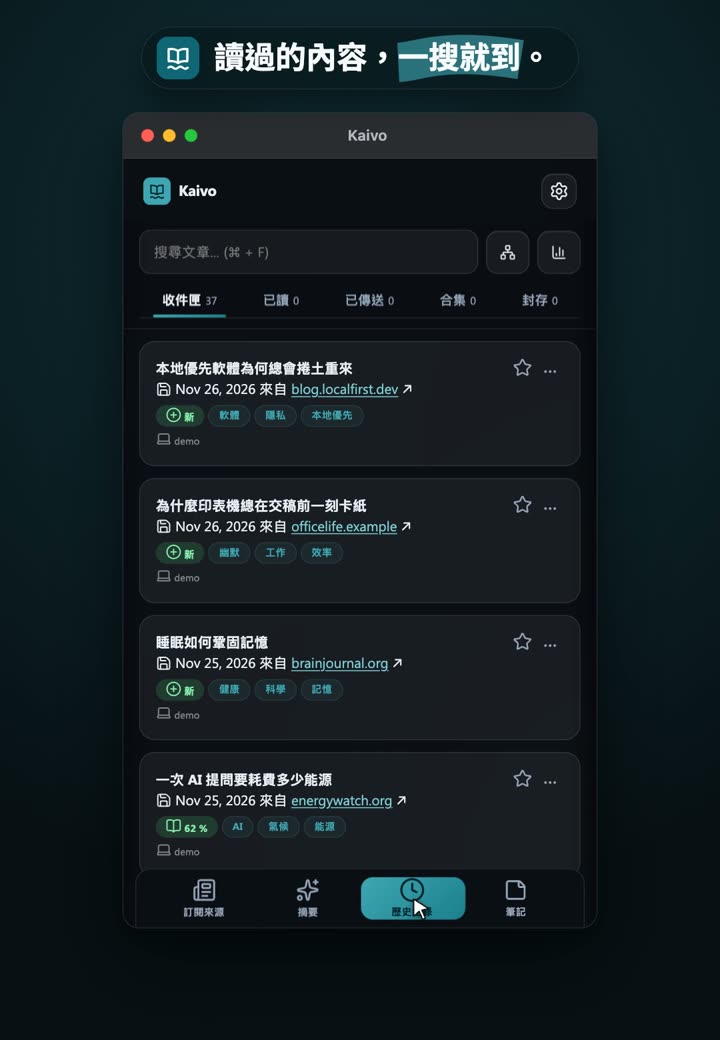 讀過的內容，一搜就到。
Kaivo
Kaivo
搜尋文章... (⌘ + F)
收件匣 37 已讀 0 已傳送 0 合集 0 封存 0
本地優先軟體為何總會捲土重來
Nov 26, 2026 來自 blog.localfirst.dev ↗
新 軟體 隱私 本地優先
demo
為什麼印表機總在交稿前一刻卡紙
Nov 26, 2026 來自 officelife.example ↗
新 幽默 工作 效率
demo
睡眠如何鞏固記憶
Nov 25, 2026 來自 brainjournal.org ↗
新 健康 科學 記憶
demo
一次 AI 提問要耗費多少能源
Nov 25, 2026 來自 energywatch.org ↗
62 % AI 氣候 能源
demo
訂閱來源 摘要 歷史 筆記